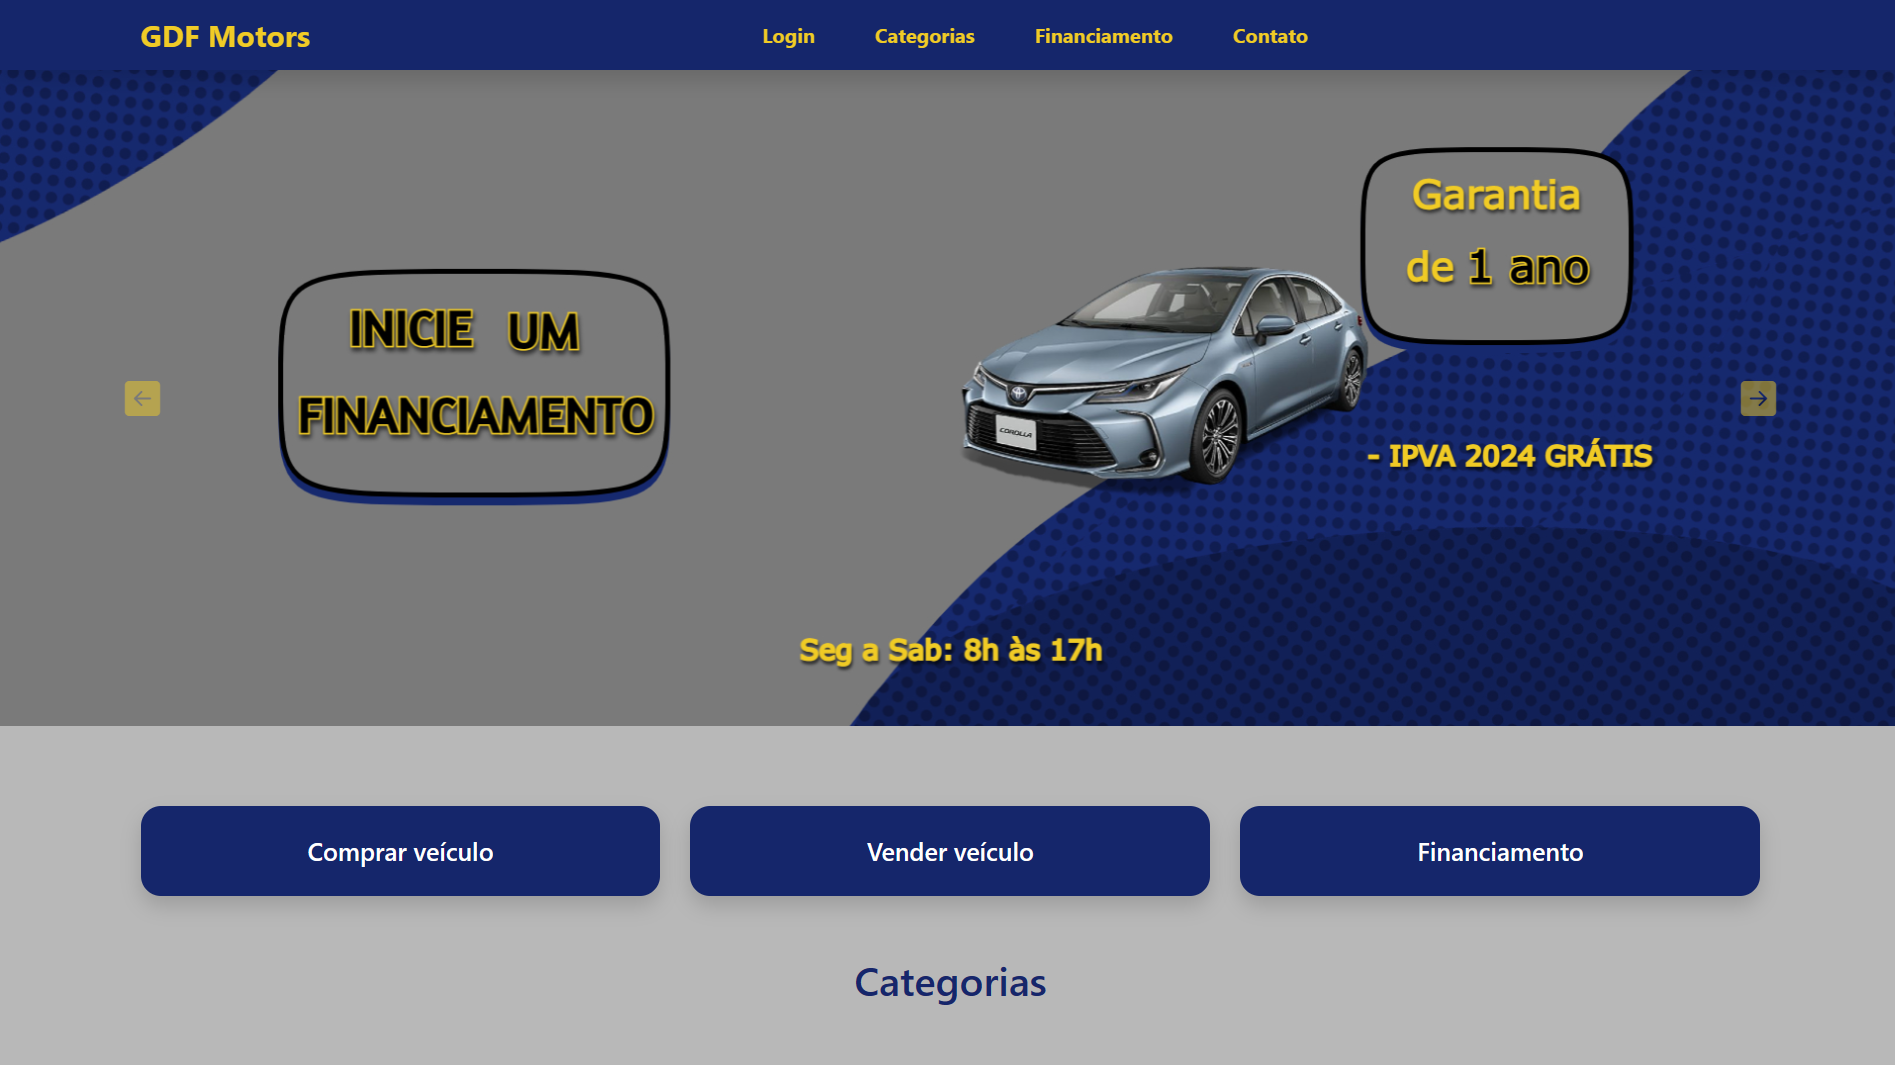 GDF Motors
Login
Categorias
Financiamento
Contato
Garantia
de 1 ano
INICIE UM
FINANCIAMENTO
COROLLA
- IPVA 2024 GRÁTIS
Seg a Sab: 8h às 17h
Comprar veículo
Vender veículo
Financiamento
Categorias